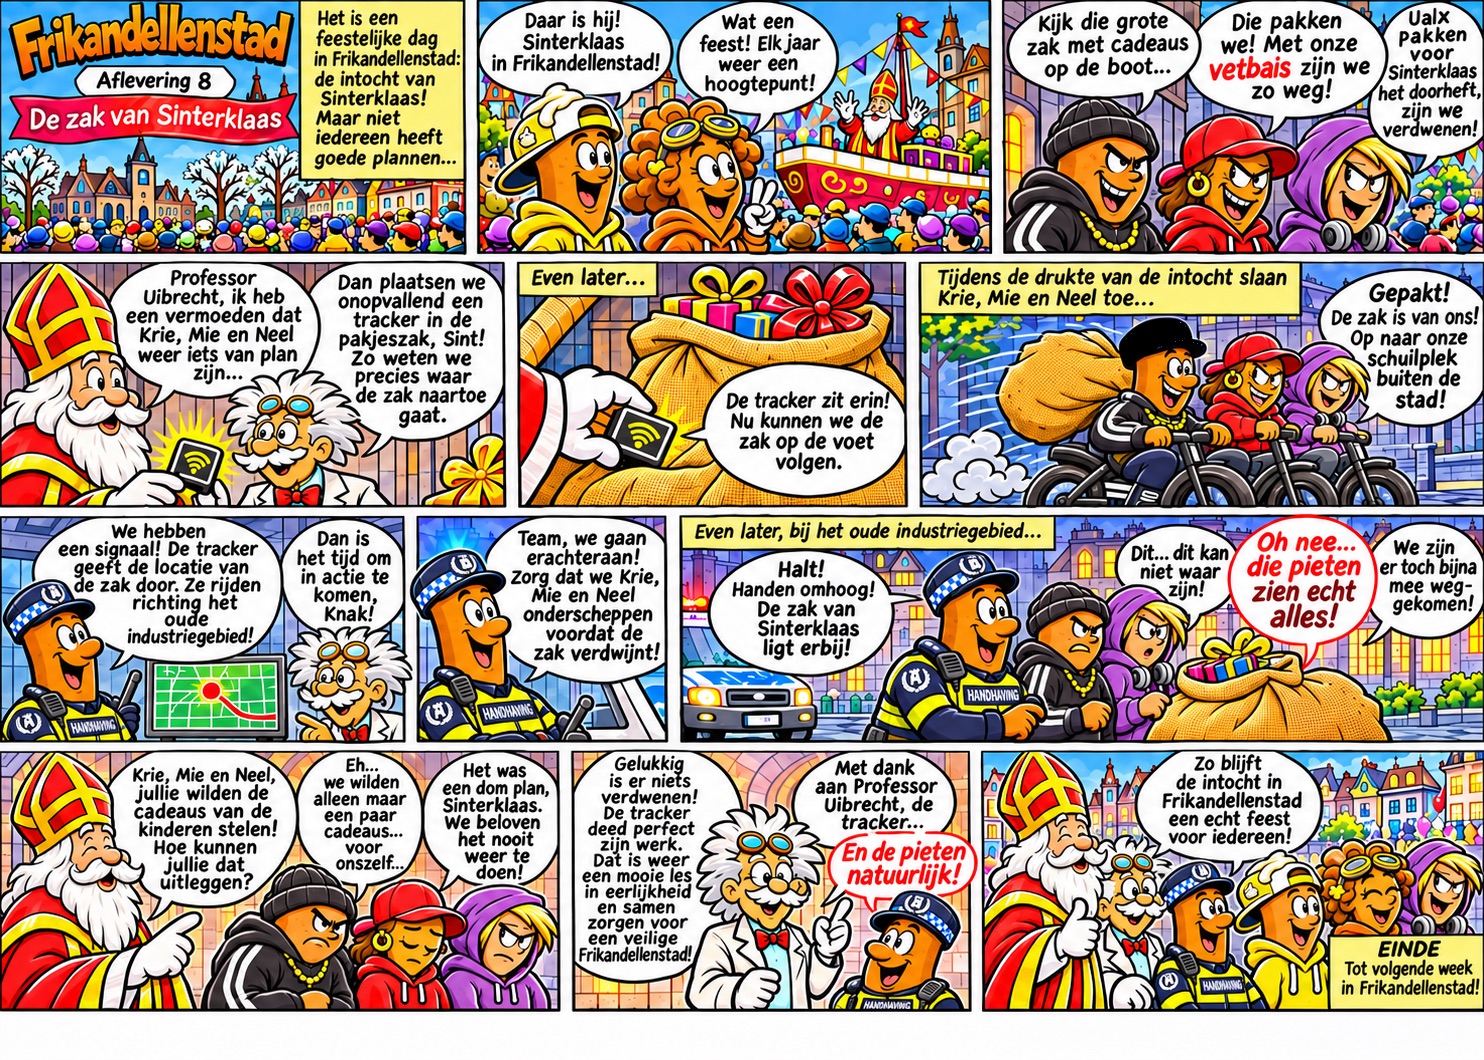 Frikandellenstad
Aflevering 8
De zak van Sinterklaas
Het is een
feestelijke dag
in Frikandellenstad:
de intocht van
Sinterklaas!
Maar niet
iedereen heeft
goede plannen...
Daar is hij!
Sinterklaas
in Frikandellenstad!
Wat een
feest! Elk jaar
weer een
hoogtepunt!
Kijk die grote
zak met cadeaus
op de boot...
Die pakken
we! Met onze
vetbais zijn we
zo weg!
Ualx
Pakken
voor
Sinterklaas
het doorheft,
zijn we
verdwenen!
Professor
Uibrecht, ik heb
een vermoeden dat
Krie, Mie en Neel
weer iets van plan
zijn...
Dan plaatsen we
onopvallend een
tracker in de
pakjeszak, Sint!
Zo weten we
precies waar
de zak naartoe
gaat.
Even later...
De tracker zit erin!
Nu kunnen we de
zak op de voet
volgen.
Tijdens de drukte van de intocht slaan
Krie, Mie en Neel toe...
Gepakt!
De zak is van ons!
Op naar onze
schuilplek
buiten de
stad!
We hebben
een signaal! De tracker
geeft de locatie van
de zak door. Ze rijden
richting het
oude
industriegebied!
Dan is
het tijd om
in actie te
komen,
Knak!
HANDHAVING
Team, we gaan
erachteraan!
Zorg dat we Krie,
Mie en Neel
onderscheppen
voordat de
zak verdwijnt!
HANDHAVING
Even later, bij het oude industriegebied...
Halt!
Handen omhoog!
De zak van
Sinterklaas
ligt erbij!
Dit... dit kan
niet waar
zijn!
Oh nee...
die pieten
zien echt
alles!
We zijn
er toch bijna
mee weg-
gekomen!
HANDHAVING
Krie, Mie en Neel,
jullie wilden de
cadeaus van de
kinderen stelen!
Hoe kunnen
jullie dat
uitleggen?
Eh...
we wilden
alleen maar
een paar
cadeaus...
voor
onszelf...
Het was
een dom plan,
Sinterklaas.
We beloven
het nooit
weer te
doen!
Gelukkig
is er niets
verdwenen!
De tracker
deed perfect
zijn werk.
Dat is weer
een mooie les
in eerlijkheid
en samen
zorgen voor
een veilige
Frikandellenstad!
Met dank
aan Professor
Uibrecht, de
tracker...
En de pieten
natuurlijk!
HANDHAVING
Zo blijft
de intocht in
Frikandellenstad
een echt feest
voor iedereen!
HANDHAVING
EINDE
Tot volgende week
in Frikandellenstad!